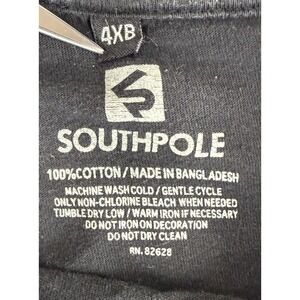 4XB
SOUTHPOLE
100%COTTON / MADE IN BANGLADESH
MACHINE WASH COLD / GENTLE CYCLE
ONLY NON-CHLORINE BLEACH WHEN NEEDED
TUMBLE DRY LOW / WARM IRON IF NECESSARY
DO NOT IRON ON DECORATION
DO NOT DRY CLEAN
RN. 82628